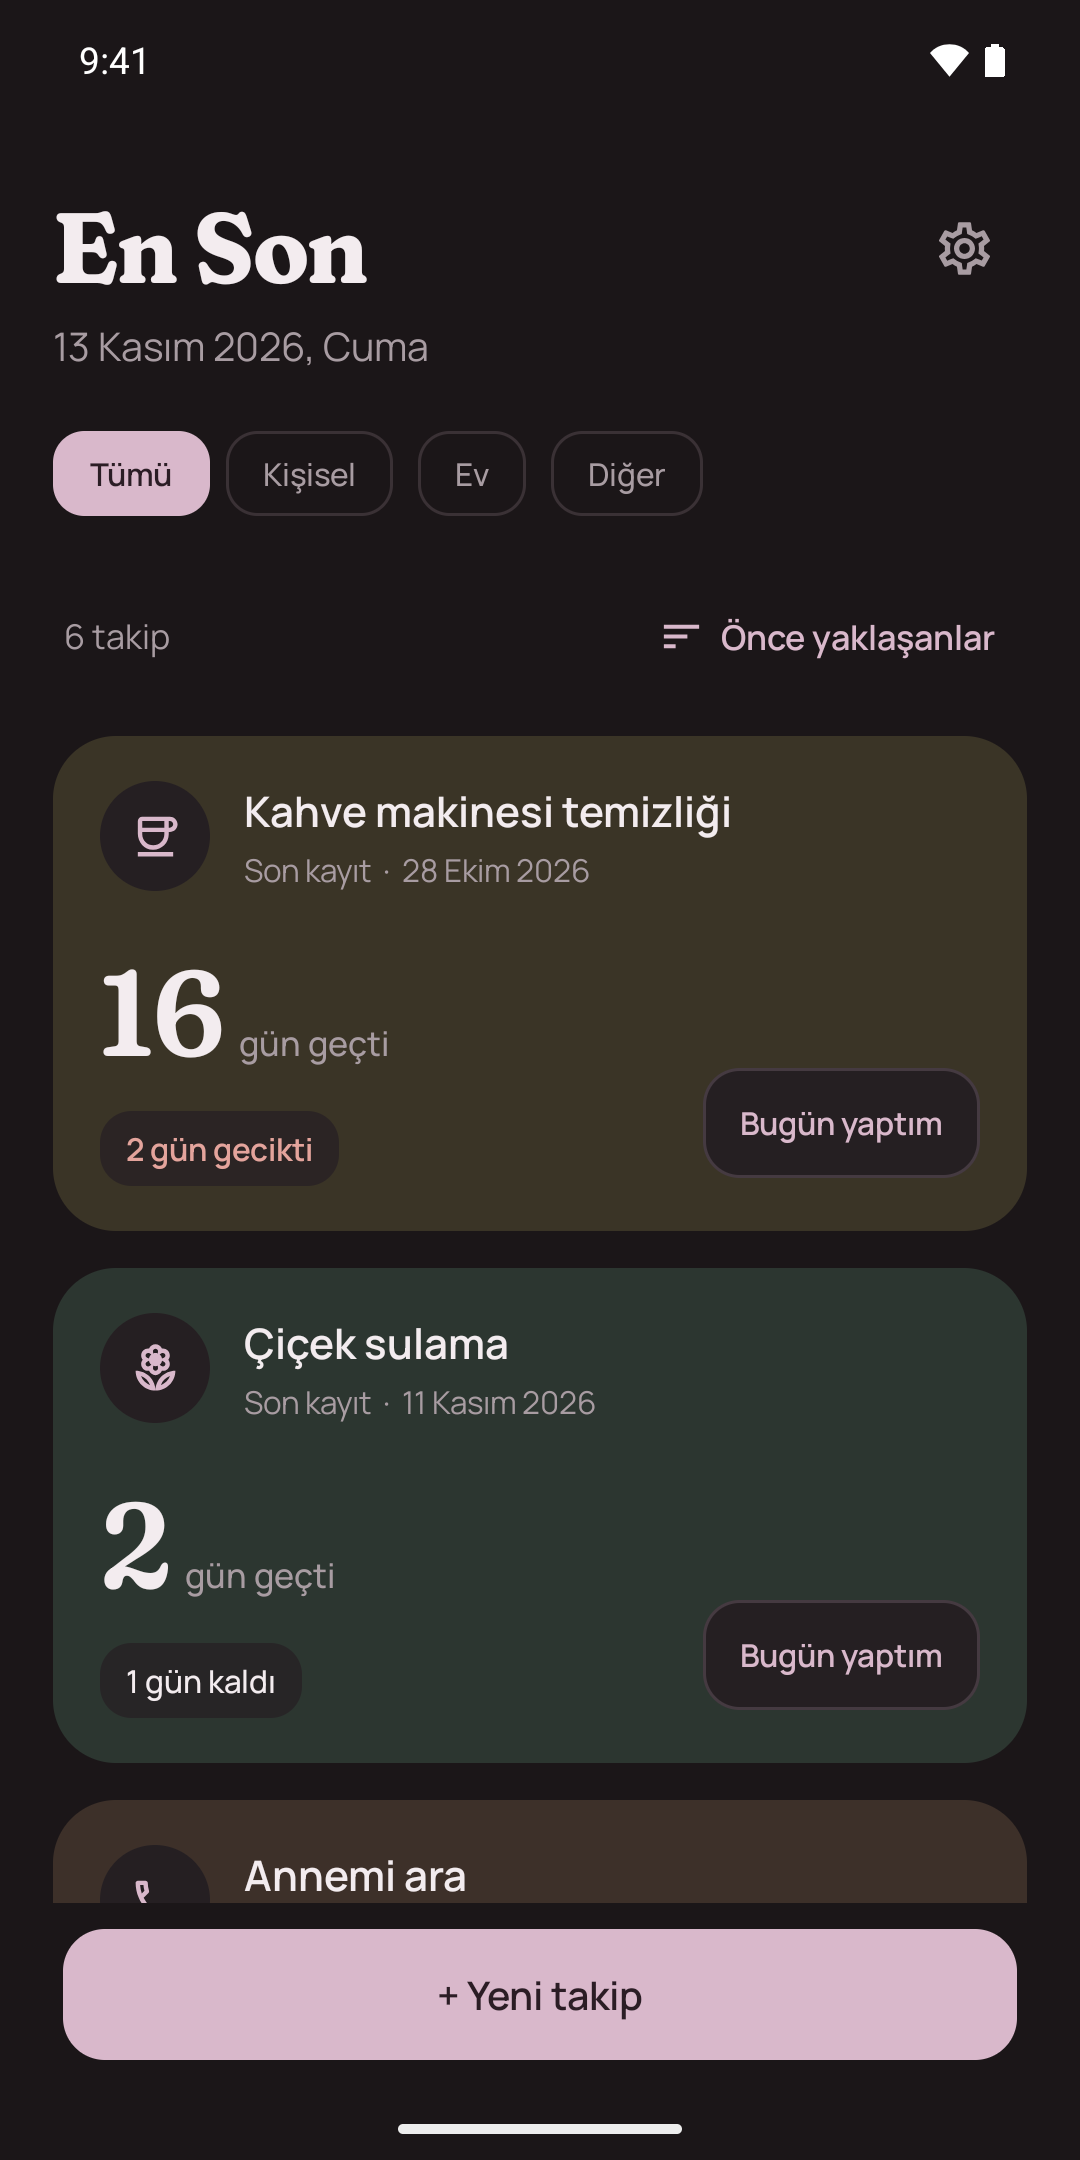 9:41
En Son
13 Kasım 2026, Cuma
Tümü
Kişisel
Ev
Diğer
6 takip
Önce yaklaşanlar
Kahve makinesi temizliği
Son kayıt · 28 Ekim 2026
16 gün geçti
2 gün gecikti
Bugün yaptım
Çiçek sulama
Son kayıt · 11 Kasım 2026
2 gün geçti
1 gün kaldı
Bugün yaptım
Annemi ara
+ Yeni takip